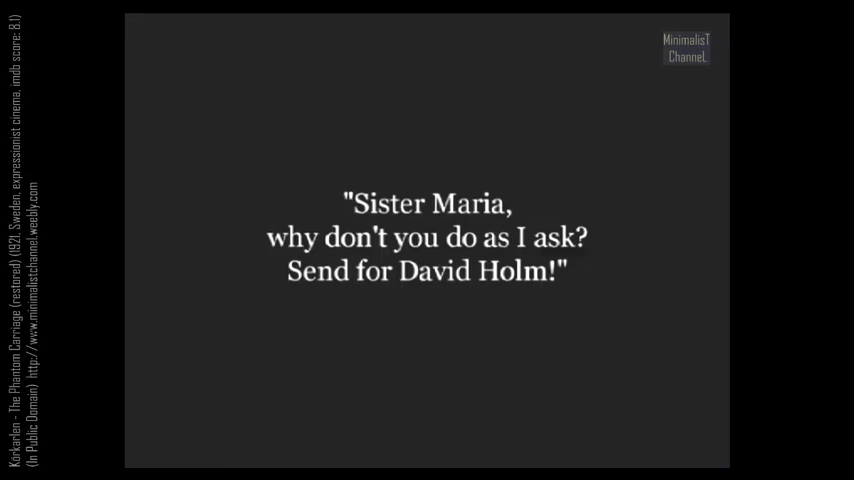 MinimalisT
ChanneL
"Sister Maria,
why don't you do as I ask?
Send for David Holm!"
Körkarlen - The Phantom Carriage (restored) (1921, Sweden, expressionist cinema, imdb score: 8.1)
(In Public Domain) http://www.minimalistchannel.weebly.com